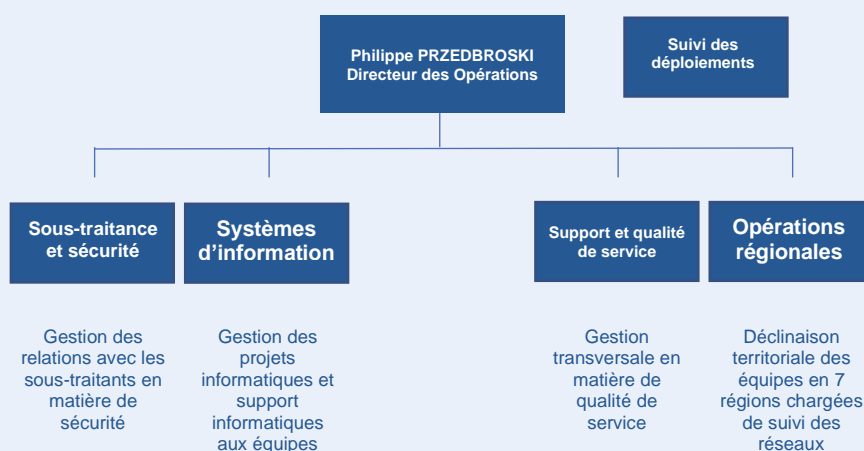 Philippe PRZEDBROSKI
Directeur des Opérations
Suivi des
déploiements
Sous-traitance
et sécurité
Systèmes
d’information
Support et qualité
de service
Opérations
régionales
Gestion des
relations avec les
sous-traitants en
matière de
sécurité
Gestion des
projets
informatiques et
support
informatiques
aux équipes
Gestion
transversale en
matière de
qualité de
service
Déclinaison
territoriale des
équipes en 7
régions chargées
de suivi des
réseaux